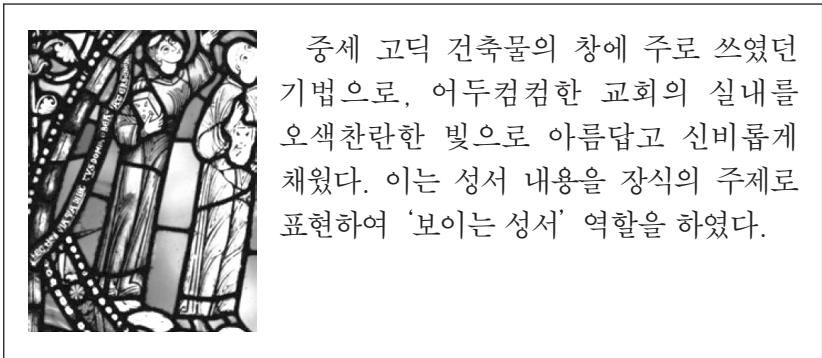 중세 고딕 건축물의 창에 주로 쓰였던
기법으로, 어두컴컴한 교회의 실내를
오색찬란한 빛으로 아름답고 신비롭게
채웠다. 이는 성서 내용을 장식의 주제로
표현하여 ‘보이는 성서’ 역할을 하였다.